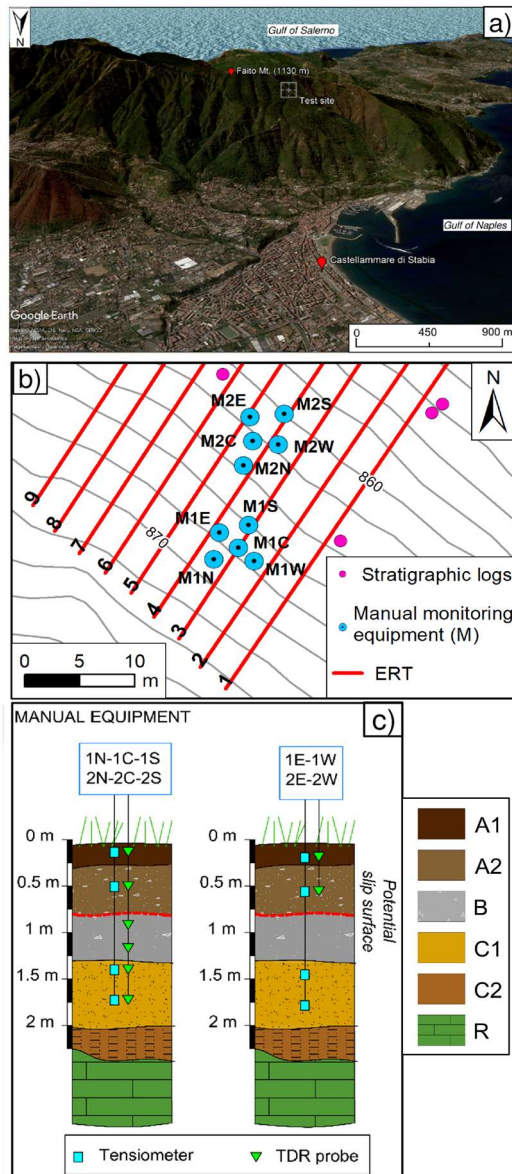 a)
N
Gulf of Salerno
Faito Mt. (1130 m)
Test site
Gulf of Naples
Castellammare di Stabia
Google Earth
0 450 900 m
b)
N
M2E M2S
M2C
M2W
M2N
M1S
M1E
M1C
M1N M1W
860
870
9
8
7
6
5
4
3
2
1
0 5 10
m
Stratigraphic logs
Manual monitoring
equipment (M)
ERT
c)
MANUAL EQUIPMENT
1N-1C-1S
2N-2C-2S
1E-1W
2E-2W
0 m
0.5 m
1 m
1.5 m
2 m
0 m
0.5 m
1 m
1.5 m
2 m
Potential
slip surface
A1
A2
B
C1
C2
R
Tensiometer
TDR probe